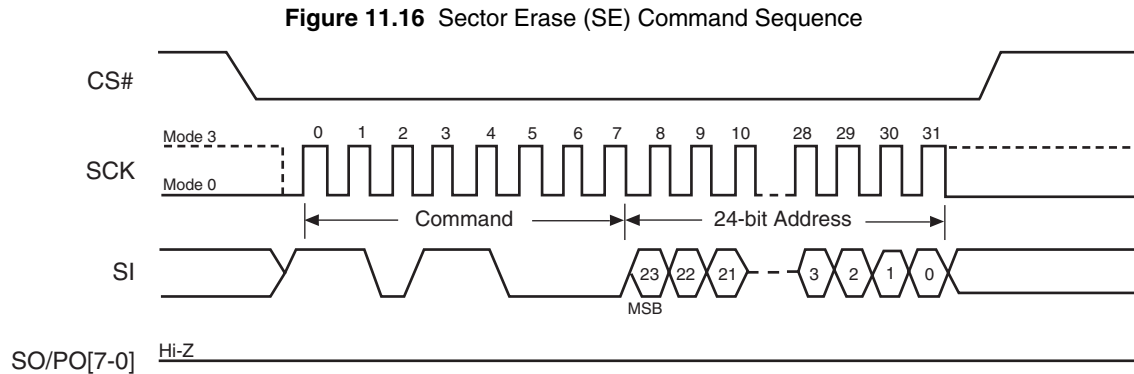 Figure 11.16 Sector Erase (SE) Command Sequence
CS#
Mode 3
0 1 2 3 4 5 6 7 8 9 10 28 29 30 31
SCK
Mode 0
Command 24-bit Address
SI
23 22 21 3 2 1 0
MSB
Hi-Z
SO/PO[7-0]